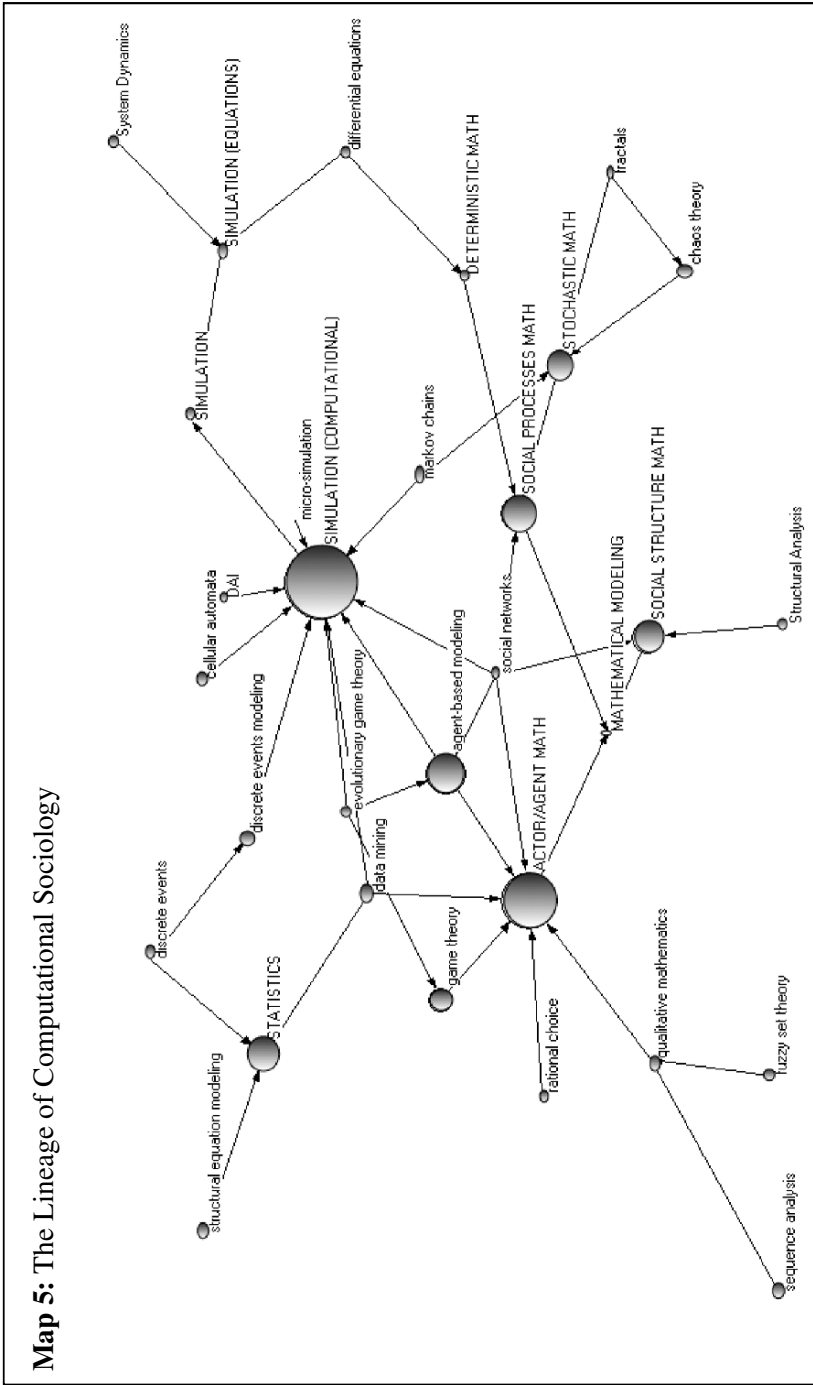 Map 5: The Lineage of Computational Sociology
System Dynamics
SIMULATION (EQUATIONS)
differential equations
SIMULATION
DETERMINISTIC MATH
fractals
chaos theory
STOCHASTIC MATH
SOCIAL PROCESSES MATH
markov chains
micro-simulation
SIMULATION (COMPUTATIONAL)
DAI
cellular automata
discrete events modeling
discrete events
evolutionary game theory
agent-based modeling
social networks
MATHEMATICAL MODELING
SOCIAL STRUCTURE MATH
Structural Analysis
data mining
STATISTICS
structural equation modeling
game theory
ACTOR/AGENT MATH
rational choice
qualitative mathematics
fuzzy set theory
sequence analysis